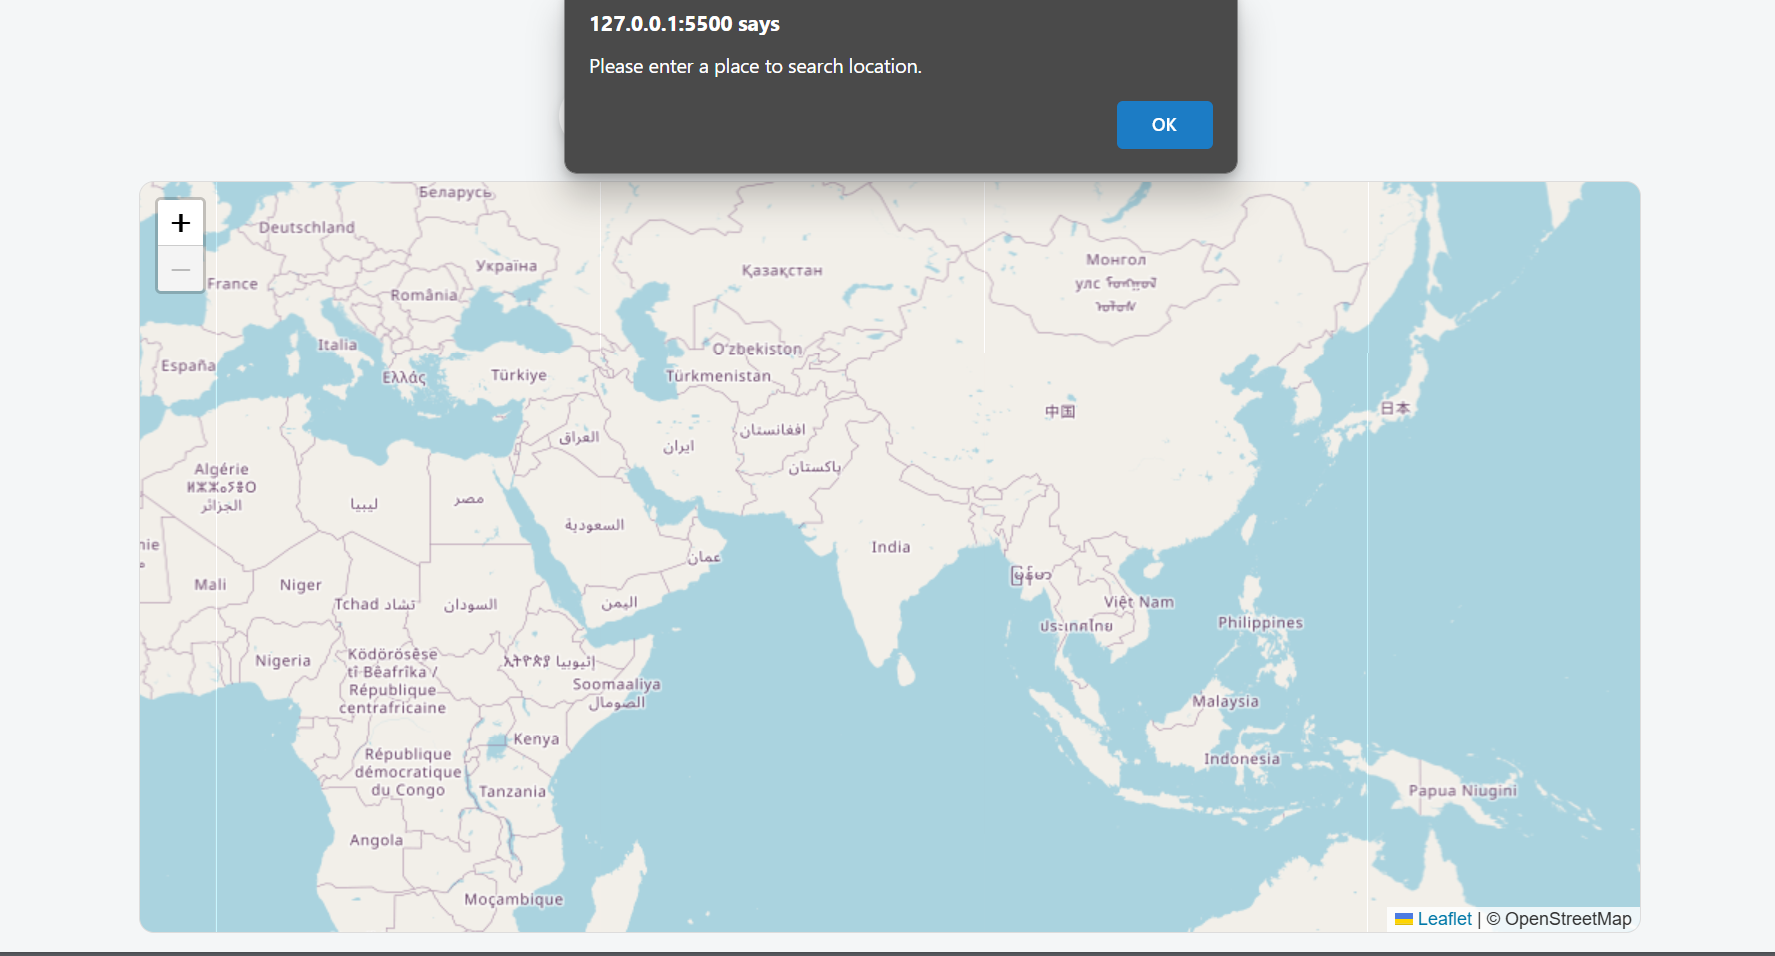 127.0.0.1:5500 says
Please enter a place to search location.
OK
+
−
Беларусь
Deutschland
Україна
France
România
Қазақстан
Монгол
улс
Italia
España
Ελλάς
Türkiye
Oʻzbekiston
Türkmenistan
中国
日本
العراق
ايران
افغانستان
پاکستان
Algérie
ⵍⵣⵣⴰⵢⴻⵔ
الجزائر
ليبيا
مصر
السعودية
عمان
India
Mali
Niger
Tchad تشاد
السودان
اليمن
မြန်မာ
Việt Nam
ประเทศไทย
Philippines
Nigeria
Ködörösêse
tî Bêafrîka /
République
centrafricaine
ኢትዮጵያ إثيوبيا
Soomaaliya
الصومال
Malaysia
Kenya
République
démocratique
du Congo
Tanzania
Indonesia
Papua Niugini
Angola
Moçambique
Leaflet | © OpenStreetMap